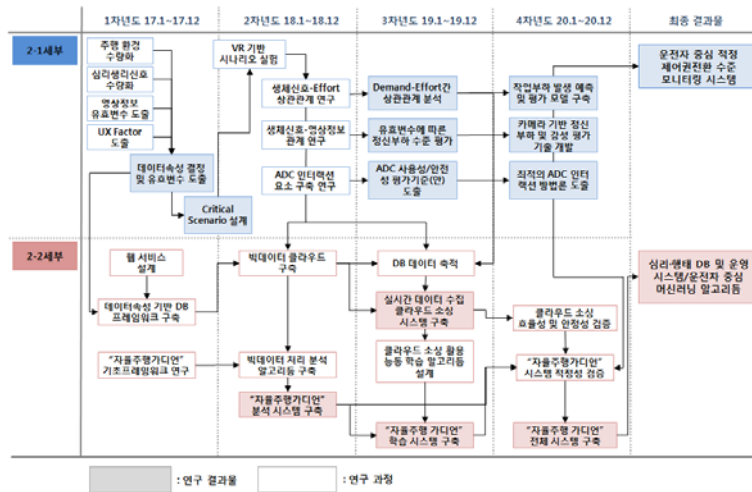 1차년도 17.1~17.12
2차년도 18.1~18.12
3차년도 19.1~19.12
4차년도 20.1~20.12
최종 결과물
2-1세부
주행 환경
수량화
심리생리신호
수량화
영상정보
유효변수 도출
UX Factor
도출
데이터속성 결정
및 유효변수 도출
Critical
Scenario 설계
VR 기반
시나리오 실험
생체신호-Effort
상관관계 연구
생체신호-영상정보
관계 연구
ADC 인터랙션
요소 구축 연구
Demand-Effort간
상관관계 분석
유효변수에 따른
정신부하 수준 평가
ADC 사용성/안전
성 평가기준(안)
도출
작업부하 발생 예측
및 평가 모델 구축
카메라 기반 정신
부하 및 감성 평가
기술 개발
최적의 ADC 인터
랙션 방법론 도출
운전자 중심 적정
제어권전환 수준
모니터링 시스템
2-2세부
웹 서비스
설계
데이터속성 기반 DB
프레임워크 구축
"자율주행가디언"
기초프레임워크 연구
빅데이터 클라우드
구축
빅데이터 처리 분석
알고리듬 구축
"자율주행가디언"
분석 시스템 구축
DB 데이터 축적
실시간 데이터 수집
클라우드 소싱
시스템 구축
클라우드 소싱 활용
능동 학습 알고리듬
설계
"자율주행 가디언"
학습 시스템 구축
클라우드 소싱
효율성 및 안정성 검증
"자율주행가디언"
시스템 적정성 검증
"자율주행 가디언"
전체 시스템 구축
심리·행태 DB 및 운영
시스템/운전자 중심
머신러닝 알고리듬
: 연구 결과물
: 연구 과정